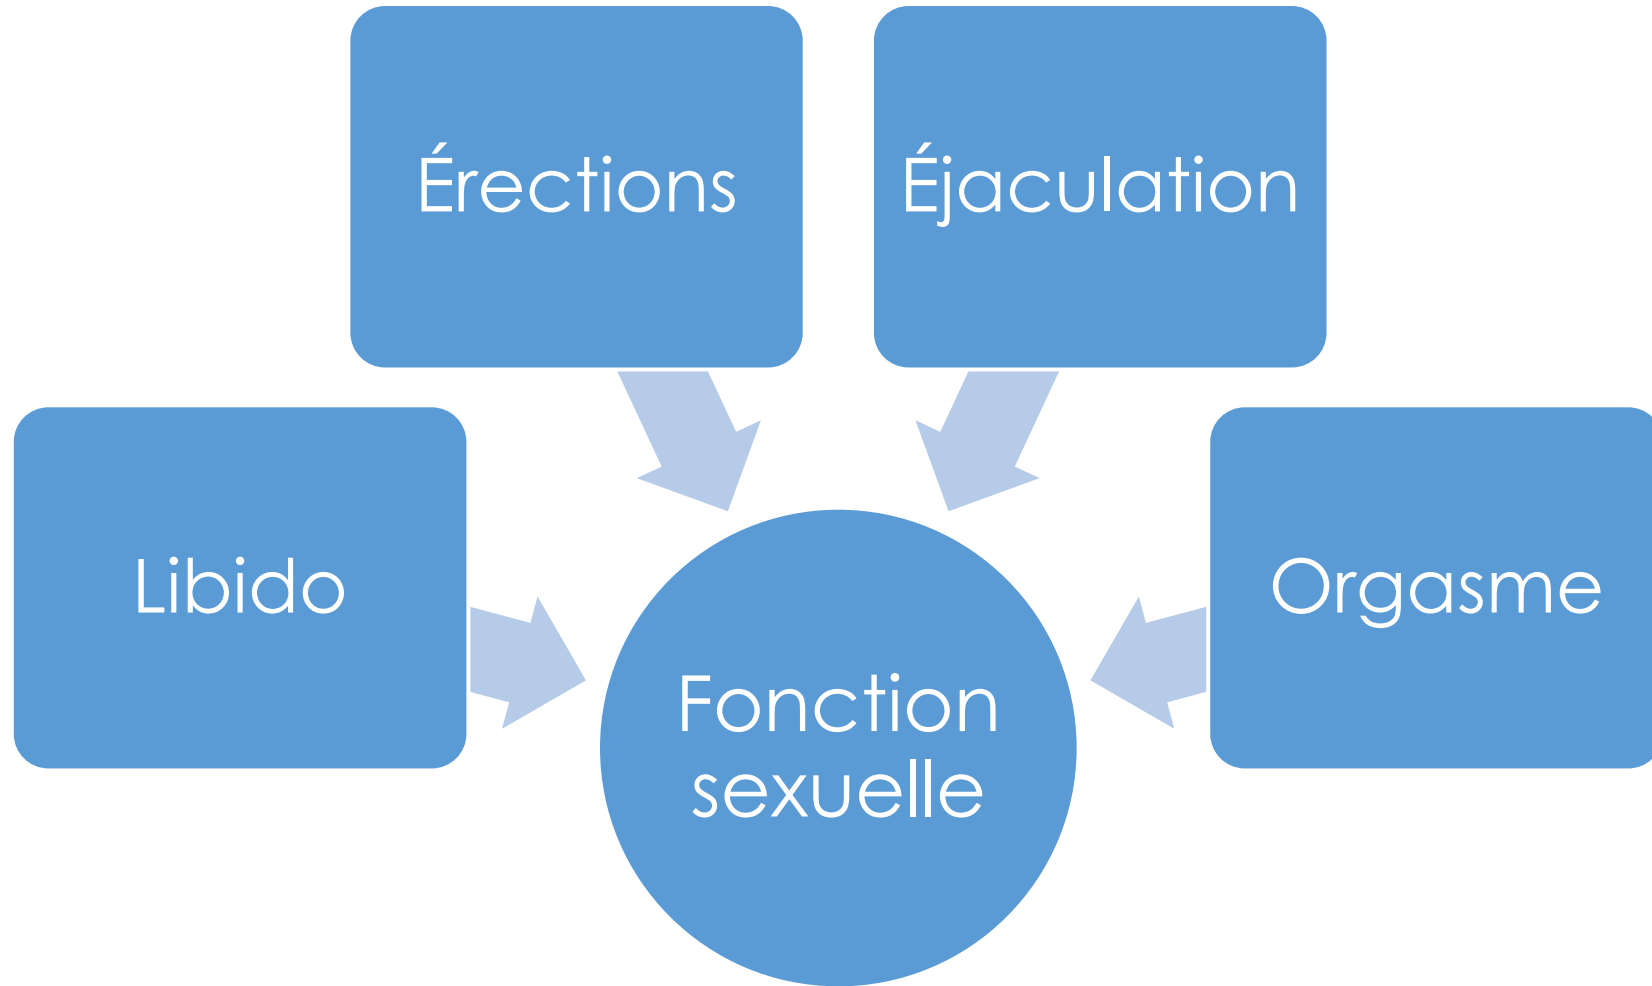 Érections
Éjaculation
Libido
Orgasme
Fonction
sexuelle